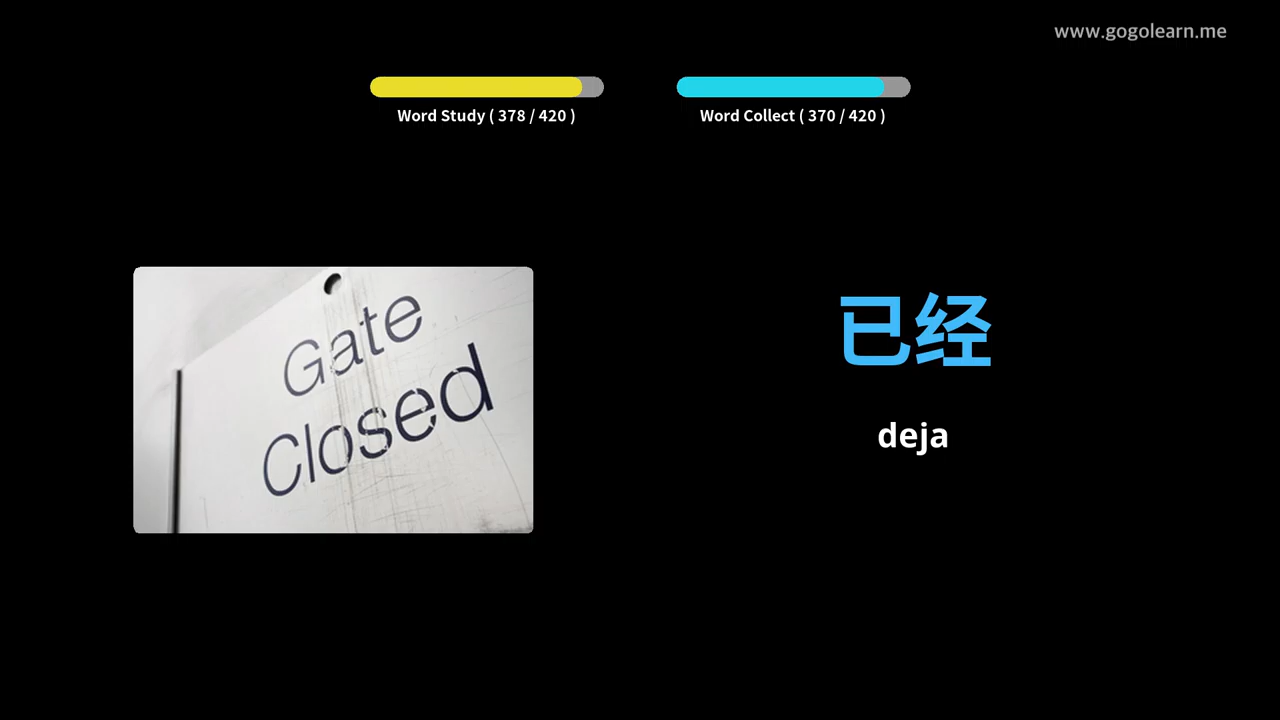 www.gogolearn.me
Word Study ( 378 / 420 )
Word Collect ( 370 / 420 )
Gate
Closed
已经
deja